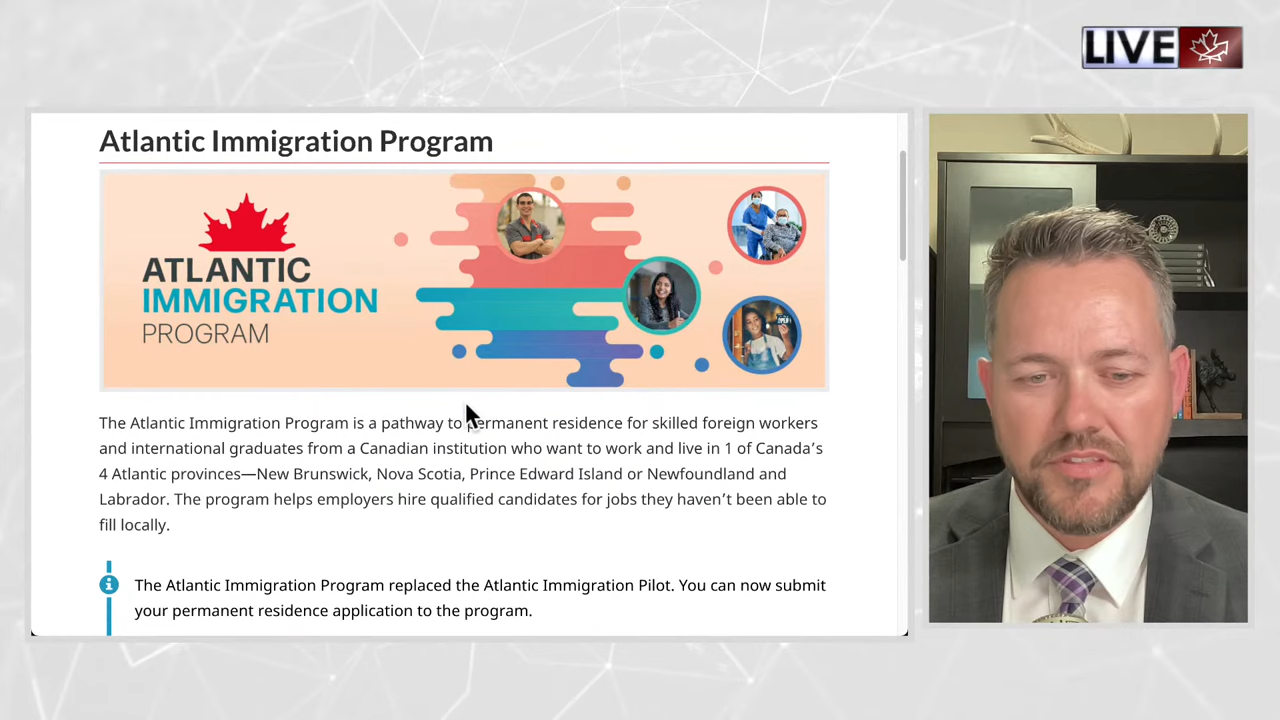 LIVE
Atlantic Immigration Program
ATLANTIC
IMMIGRATION
PROGRAM
The Atlantic Immigration Program is a pathway to permanent residence for skilled foreign workers
and international graduates from a Canadian institution who want to work and live in 1 of Canada’s
4 Atlantic provinces—New Brunswick, Nova Scotia, Prince Edward Island or Newfoundland and
Labrador. The program helps employers hire qualified candidates for jobs they haven’t been able to
fill locally.
The Atlantic Immigration Program replaced the Atlantic Immigration Pilot. You can now submit
your permanent residence application to the program.